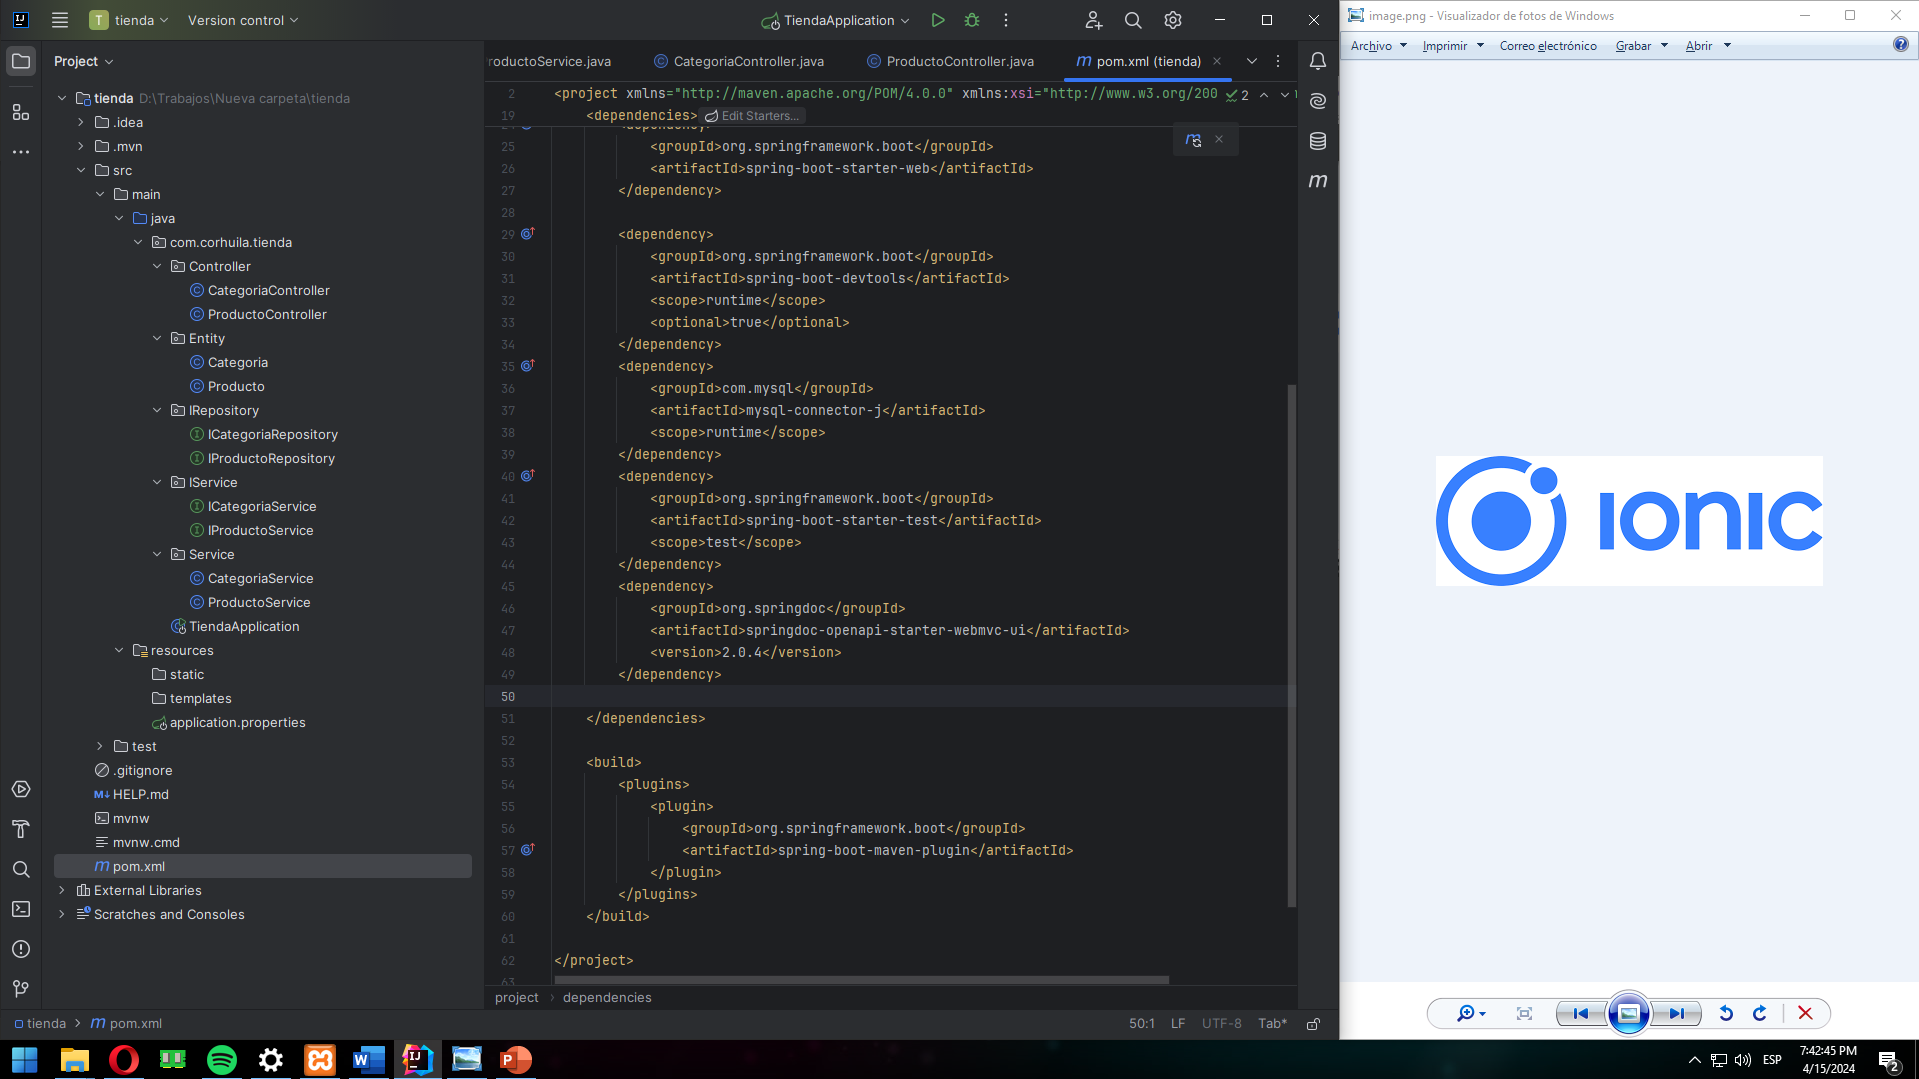 tienda
Version control
TiendaApplication
Project
tienda D:\Trabajos\Nueva carpeta\tienda
.idea
.mvn
src
main
java
com.corhuila.tienda
Controller
CategoriaController
ProductoController
Entity
Categoria
Producto
IRepository
ICategoriaRepository
IProductoRepository
IService
ICategoriaService
IProductoService
Service
CategoriaService
ProductoService
TiendaApplication
resources
static
templates
application.properties
test
.gitignore
HELP.md
mvnw
mvnw.cmd
pom.xml
External Libraries
Scratches and Consoles
roductoService.java
CategoriaController.java
ProductoController.java
pom.xml (tienda)
2 <project xmlns="http://maven.apache.org/POM/4.0.0" xmlns:xsi="http://www.w3.org/200 2
19 <dependencies> Edit Starters...
25 <groupId>org.springframework.boot</groupId>
26 <artifactId>spring-boot-starter-web</artifactId>
27 </dependency>
28
29 <dependency>
30 <groupId>org.springframework.boot</groupId>
31 <artifactId>spring-boot-devtools</artifactId>
32 <scope>runtime</scope>
33 <optional>true</optional>
34 </dependency>
35 <dependency>
36 <groupId>com.mysql</groupId>
37 <artifactId>mysql-connector-j</artifactId>
38 <scope>runtime</scope>
39 </dependency>
40 <dependency>
41 <groupId>org.springframework.boot</groupId>
42 <artifactId>spring-boot-starter-test</artifactId>
43 <scope>test</scope>
44 </dependency>
45 <dependency>
46 <groupId>org.springdoc</groupId>
47 <artifactId>springdoc-openapi-starter-webmvc-ui</artifactId>
48 <version>2.0.4</version>
49 </dependency>
50
51 </dependencies>
52
53 <build>
54 <plugins>
55 <plugin>
56 <groupId>org.springframework.boot</groupId>
57 <artifactId>spring-boot-maven-plugin</artifactId>
58 </plugin>
59 </plugins>
60 </build>
61
62 </project>
63
project > dependencies
tienda > pom.xml
50:1 LF UTF-8 Tab*
image.png - Visualizador de fotos de Windows
Archivo Imprimir Correo electrónico Grabar Abrir
IONIC
ESP
7:42:45 PM
4/15/2024
2